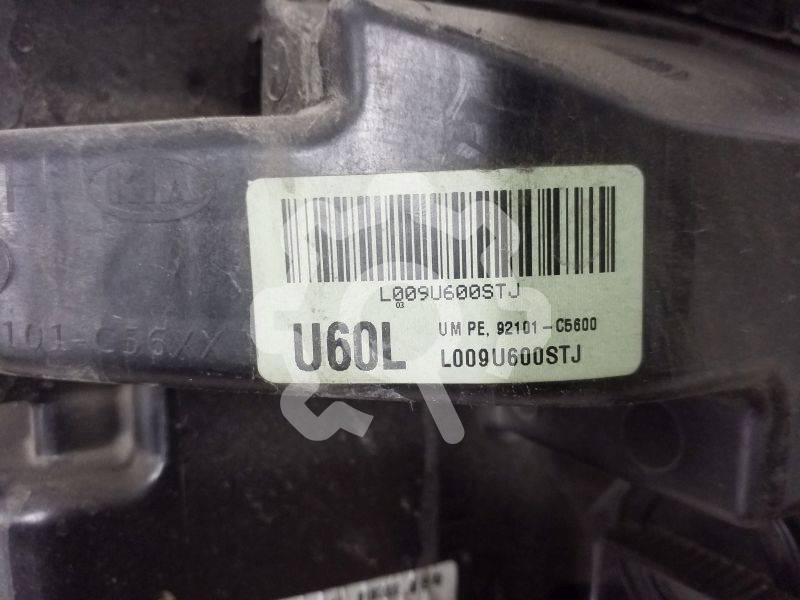 KIA
L009U600STJ
03
U60L
UM PE, 92101-C5600
L009U600STJ
101-C56XX